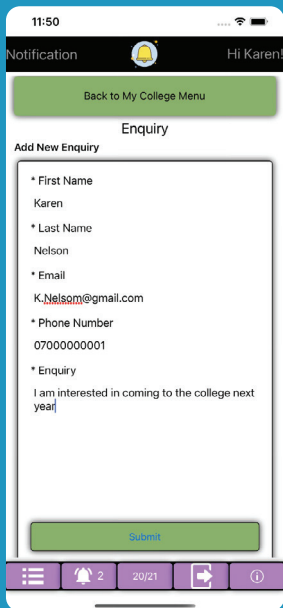 11:50
Notification
Hi Karen!
Back to My College Menu
Enquiry
Add New Enquiry
* First Name
Karen
* Last Name
Nelson
* Email
K.Nelsom@gmail.com
* Phone Number
07000000001
* Enquiry
I am interested in coming to the college next
year
Submit
2
20/21